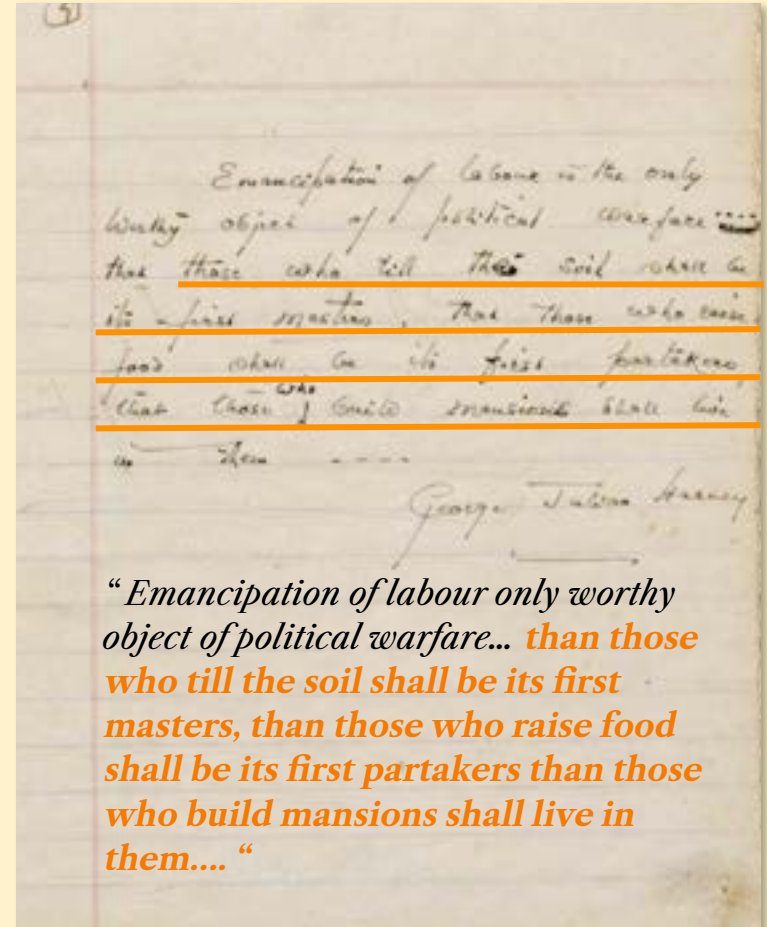 Emancipation of labour is the only
worthy object of political warfare ....
that those who till the soil shall be
its first masters, that those who raise
food shall be its first partakers,
that those who build mansions shall live
in them ----
George Julian Harney
“ Emancipation of labour only worthy
object of political warfare... than those
who till the soil shall be its first
masters, than those who raise food
shall be its first partakers than those
who build mansions shall live in
them.... “